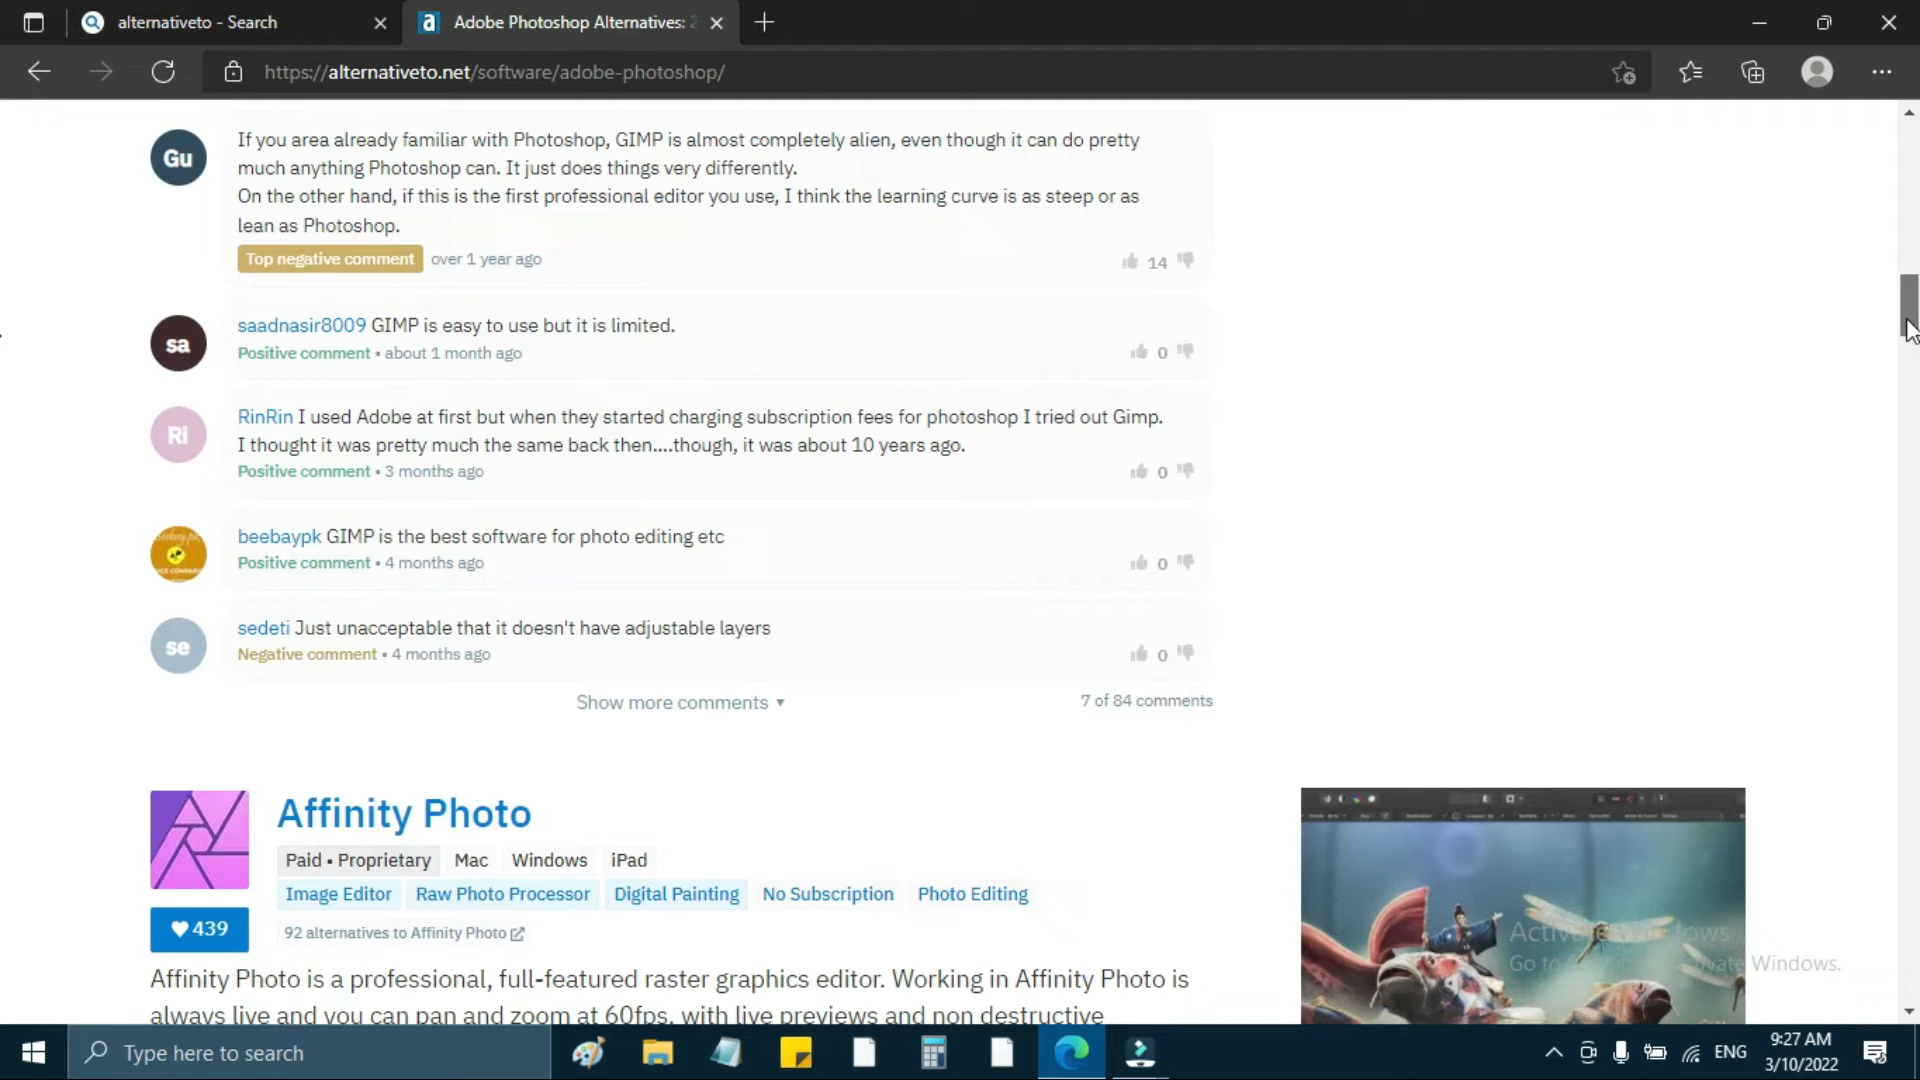 alternativeto - Search
Adobe Photoshop Alternatives: 2
https://alternativeto.net/software/adobe-photoshop/
Gu
If you area already familiar with Photoshop, GIMP is almost completely alien, even though it can do pretty
much anything Photoshop can. It just does things very differently.
On the other hand, if this is the first professional editor you use, I think the learning curve is as steep or as
lean as Photoshop.
Top negative comment over 1 year ago
14
sa
saadnasir8009 GIMP is easy to use but it is limited.
Positive comment • about 1 month ago
0
Ri
RinRin I used Adobe at first but when they started charging subscription fees for photoshop I tried out Gimp.
I thought it was pretty much the same back then....though, it was about 10 years ago.
Positive comment • 3 months ago
0
beebaypk GIMP is the best software for photo editing etc
Positive comment • 4 months ago
0
se
sedeti Just unacceptable that it doesn't have adjustable layers
Negative comment • 4 months ago
0
Show more comments ▾
7 of 84 comments
Affinity Photo
Paid • Proprietary Mac Windows iPad
Image Editor Raw Photo Processor Digital Painting No Subscription Photo Editing
439
92 alternatives to Affinity Photo
Affinity Photo is a professional, full-featured raster graphics editor. Working in Affinity Photo is
always live and you can pan and zoom at 60fps, with live previews and non destructive
Activate Windows
Go to Activate Windows.
Type here to search
ENG
9:27 AM
3/10/2022